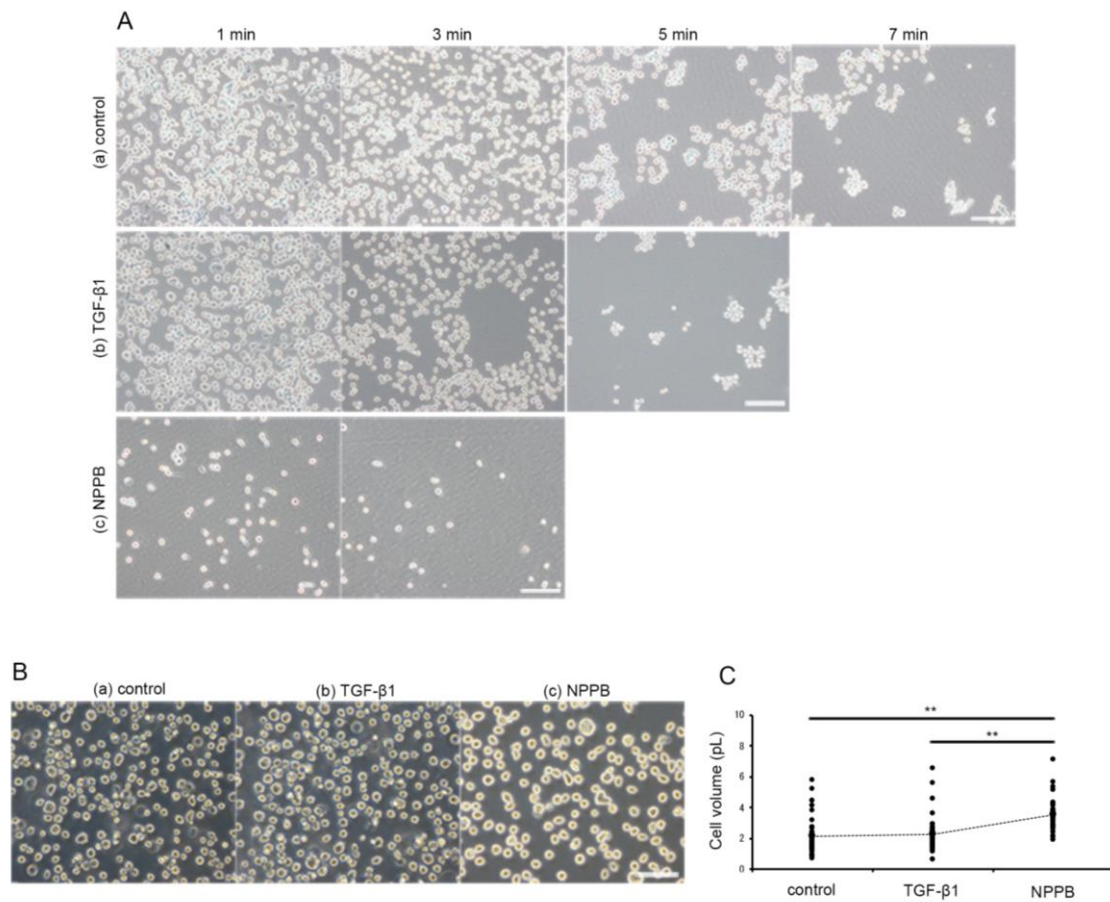 A
1 min 3 min 5 min 7 min
(a) control
(b) TGF-β1
(c) NPPB
B
(a) control (b) TGF-β1 (c) NPPB
C
**
**
10
8
6
4
2
0
Cell volume (pL)
control TGF-β1 NPPB